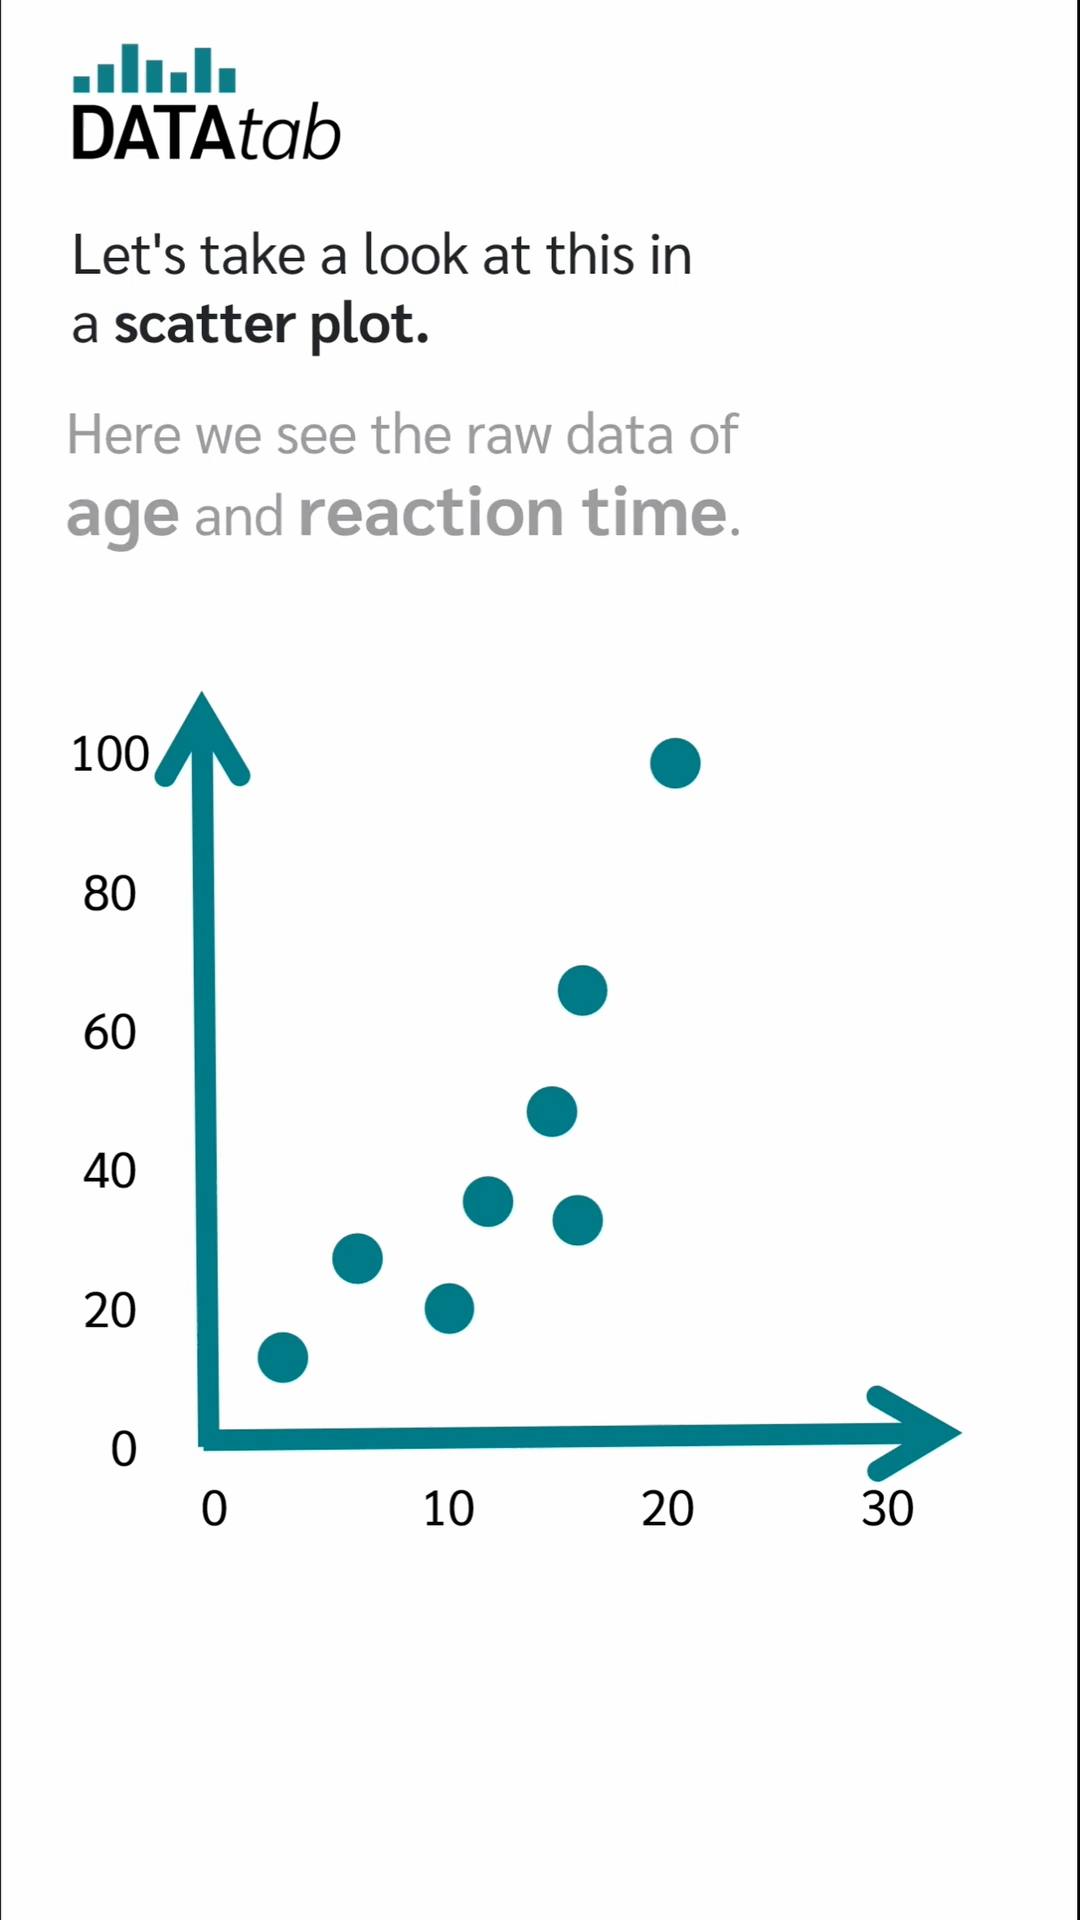 DATAtab
Let's take a look at this in
a scatter plot.
Here we see the raw data of
age and reaction time.
100
80
60
40
20
0
0 10 20 30